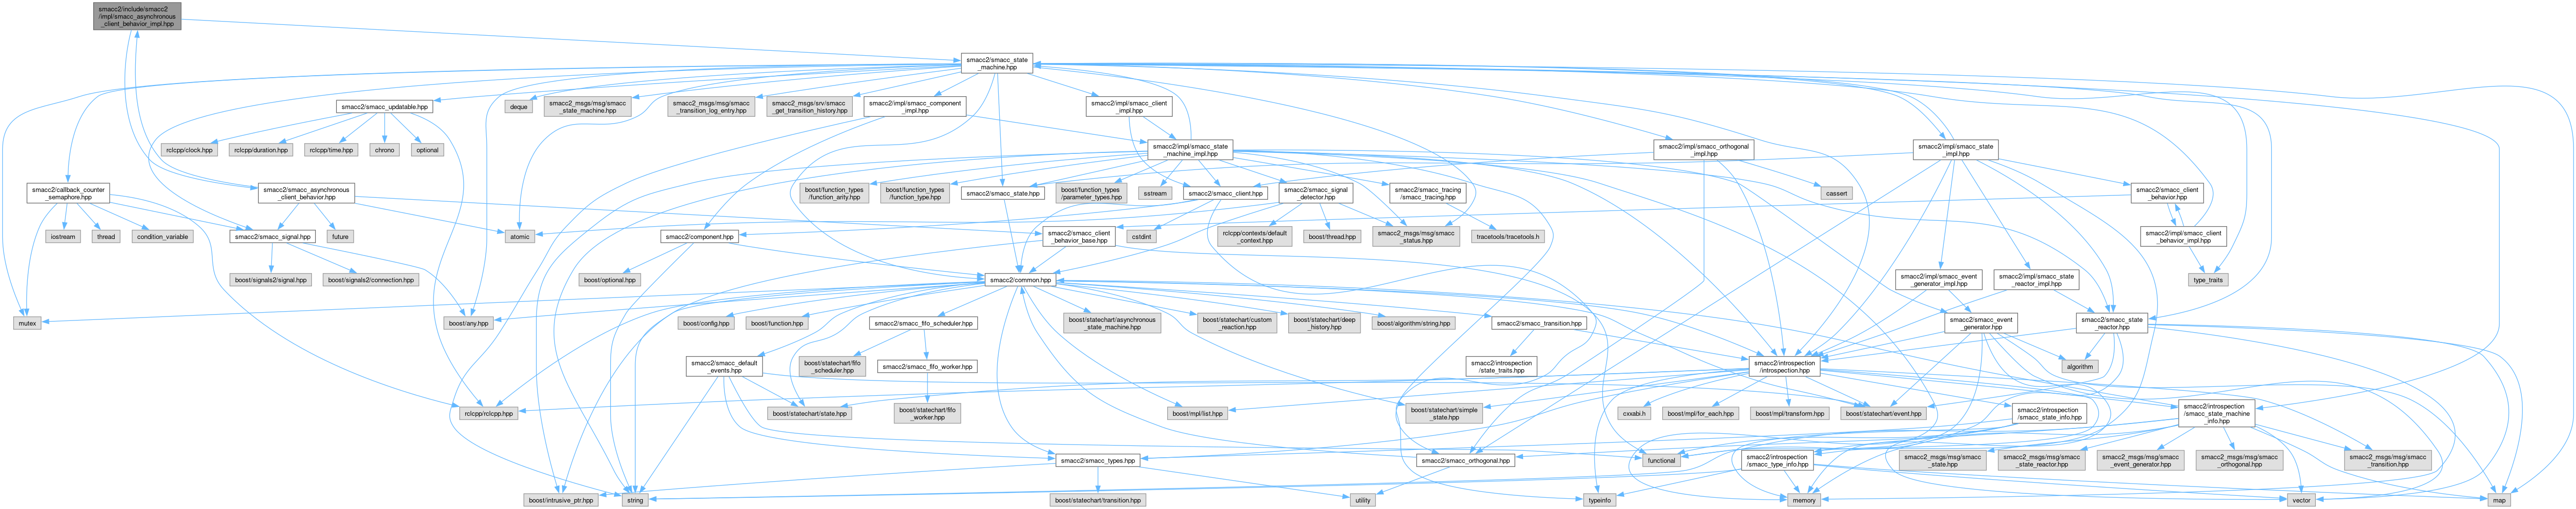 smacc2/include/smacc2
/impl/smacc_asynchronous
_client_behavior_impl.hpp
smacc2/smacc_state
_machine.hpp
smacc2/smacc_updatable.hpp
deque
smacc2_msgs/msg/smacc
_state_machine.hpp
smacc2_msgs/msg/smacc
_transition_log_entry.hpp
smacc2_msgs/srv/smacc
_get_transition_history.hpp
smacc2/impl/smacc_component
_impl.hpp
smacc2/impl/smacc_client
_impl.hpp
rclcpp/clock.hpp
rclcpp/duration.hpp
rclcpp/time.hpp
chrono
optional
smacc2/impl/smacc_state
_machine_impl.hpp
smacc2/impl/smacc_orthogonal
_impl.hpp
smacc2/impl/smacc_state
_impl.hpp
smacc2/callback_counter
_semaphore.hpp
smacc2/smacc_asynchronous
_client_behavior.hpp
boost/function_types
/function_arity.hpp
boost/function_types
/function_type.hpp
smacc2/smacc_state.hpp
boost/function_types
/parameter_types.hpp
sstream
smacc2/smacc_client.hpp
smacc2/smacc_signal
_detector.hpp
smacc2/smacc_tracing
/smacc_tracing.hpp
cassert
smacc2/smacc_client
_behavior.hpp
iostream
thread
condition_variable
smacc2/smacc_signal.hpp
future
atomic
smacc2/component.hpp
smacc2/smacc_client
_behavior_base.hpp
cstdint
rclcpp/contexts/default
_context.hpp
boost/thread.hpp
smacc2_msgs/msg/smacc
_status.hpp
tracetools/tracetools.h
smacc2/impl/smacc_client
_behavior_impl.hpp
boost/signals2/signal.hpp
boost/signals2/connection.hpp
boost/optional.hpp
smacc2/common.hpp
smacc2/impl/smacc_event
_generator_impl.hpp
smacc2/impl/smacc_state
_reactor_impl.hpp
type_traits
mutex
boost/any.hpp
boost/config.hpp
boost/function.hpp
smacc2/smacc_fifo_scheduler.hpp
boost/statechart/asynchronous
_state_machine.hpp
boost/statechart/custom
_reaction.hpp
boost/statechart/deep
_history.hpp
boost/algorithm/string.hpp
smacc2/smacc_transition.hpp
smacc2/smacc_event
_generator.hpp
smacc2/smacc_state
_reactor.hpp
smacc2/smacc_default
_events.hpp
boost/statechart/fifo
_scheduler.hpp
smacc2/smacc_fifo_worker.hpp
smacc2/introspection
/state_traits.hpp
smacc2/introspection
/introspection.hpp
algorithm
rclcpp/rclcpp.hpp
boost/statechart/state.hpp
boost/statechart/fifo
_worker.hpp
boost/mpl/list.hpp
boost/statechart/simple
_state.hpp
cxxabi.h
boost/mpl/for_each.hpp
boost/mpl/transform.hpp
boost/statechart/event.hpp
smacc2/introspection
/smacc_state_info.hpp
smacc2/introspection
/smacc_state_machine
_info.hpp
smacc2/smacc_types.hpp
smacc2/smacc_orthogonal.hpp
functional
smacc2/introspection
/smacc_type_info.hpp
smacc2_msgs/msg/smacc
_state.hpp
smacc2_msgs/msg/smacc
_state_reactor.hpp
smacc2_msgs/msg/smacc
_event_generator.hpp
smacc2_msgs/msg/smacc
_orthogonal.hpp
smacc2_msgs/msg/smacc
_transition.hpp
boost/intrusive_ptr.hpp
string
boost/statechart/transition.hpp
utility
typeinfo
memory
vector
map